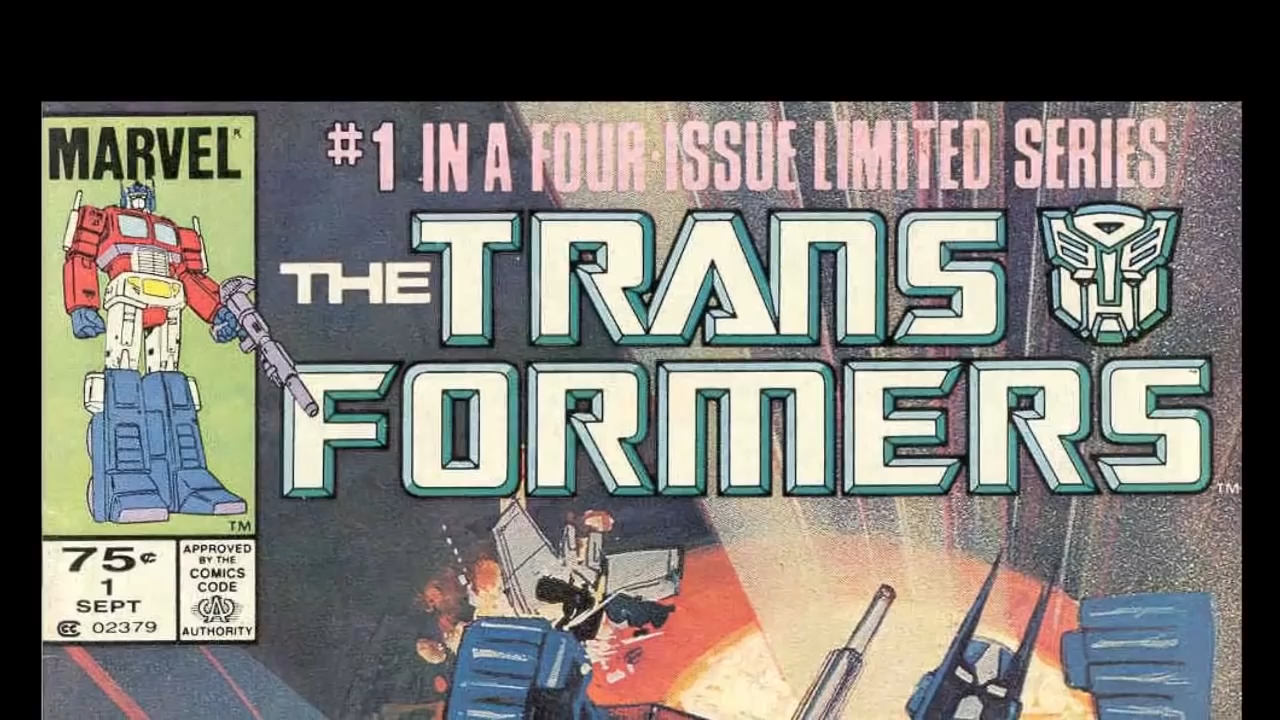 MARVEL
#1 IN A FOUR-ISSUE LIMITED SERIES
THE TRANS
FORMERS
TM
TM
75¢
1
SEPT
CC 02379
APPROVED
BY THE
COMICS
CODE
CA
AUTHORITY